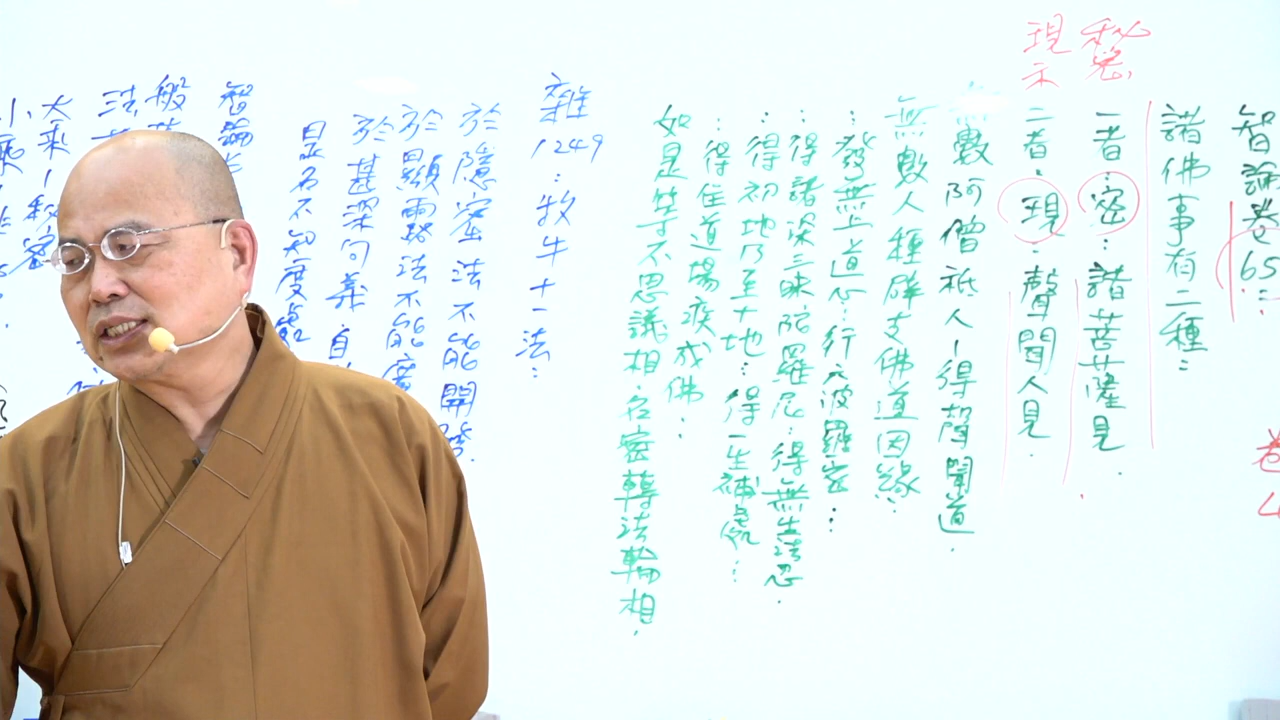 智論卷65:
諸佛事有二種:
秘密
一者:密:諸菩薩見.
現示
二者:現:聲聞人見
無數阿僧祇人-得聲聞道.
無數人種辟支佛道因緣:
:發無上道心:行六波羅密:
:得諸深三昧.陀羅尼:得無生法忍.
:得初地乃至十地:得一生補處:
:得住道場疾成佛:
如是等不思議相.名密轉法輪相.
卷
雜1249:牧牛十一法:
於隱密法不能開
於顯露法不能廣
於甚深句義自
是名不知度處
智論
般
法
大乘-秘密
小乘